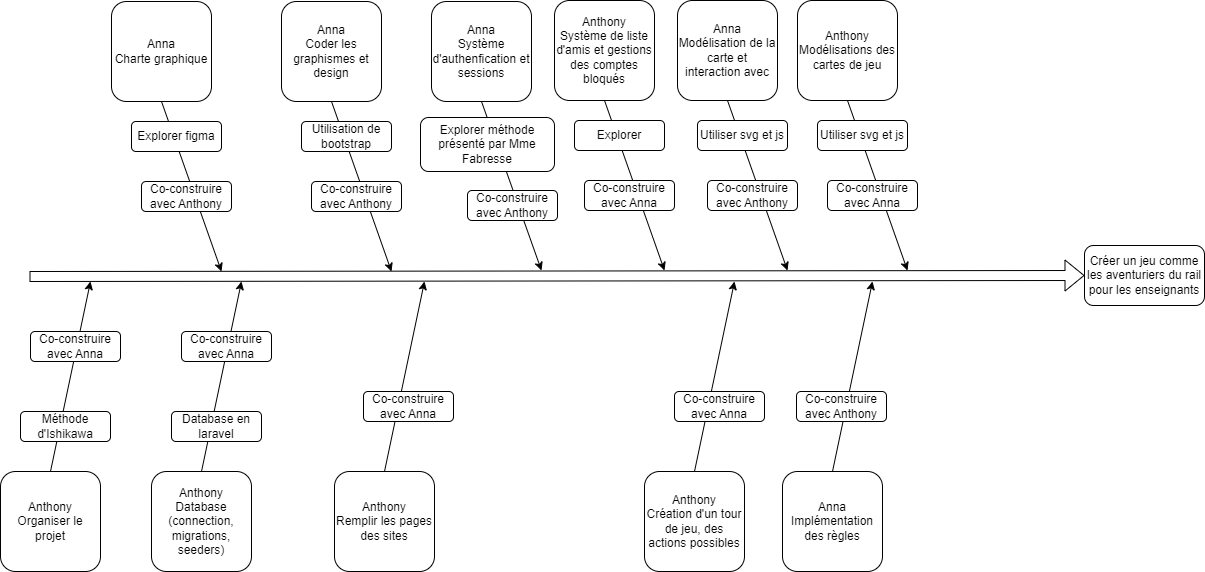 Anna
Charte graphique
Anna
Coder les
graphismes et
design
Anna
Système
d'authenfication et
sessions
Anthony
Système de liste
d'amis et gestions
des comptes
bloqués
Anna
Modélisation de la
carte et
interaction avec
Anthony
Modélisations des
cartes de jeu
Explorer figma
Utilisation de
bootstrap
Explorer méthode
présenté par Mme
Fabresse
Explorer
Utiliser svg et js
Utiliser svg et js
Co-construire
avec Anthony
Co-construire
avec Anthony
Co-construire
avec Anthony
Co-construire
avec Anna
Co-construire
avec Anthony
Co-construire
avec Anna
Créer un jeu comme
les aventuriers du rail
pour les enseignants
Co-construire
avec Anna
Co-construire
avec Anna
Co-construire
avec Anna
Co-construire
avec Anna
Co-construire
avec Anthony
Méthode
d'Ishikawa
Database en
laravel
Anthony
Organiser le
projet
Anthony
Database
(connection,
migrations,
seeders)
Anthony
Remplir les pages
des sites
Anthony
Création d'un tour
de jeu, des
actions possibles
Anna
Implémentation
des règles